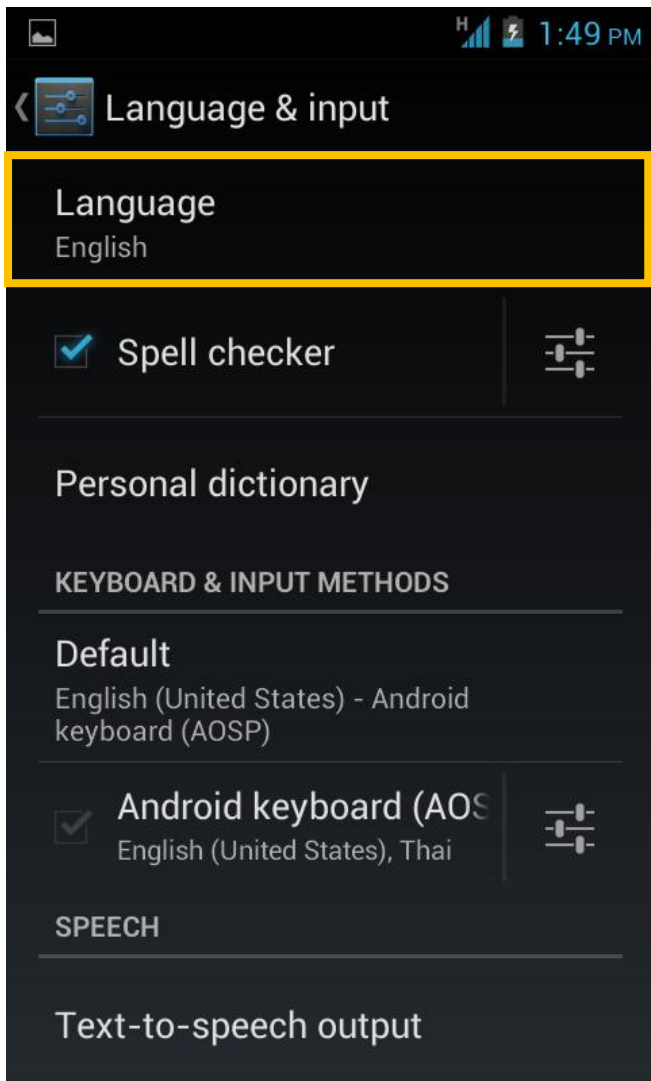 H 1:49 PM
Language & input
Language
English
Spell checker
Personal dictionary
KEYBOARD & INPUT METHODS
Default
English (United States) - Android
keyboard (AOSP)
Android keyboard (AOS
English (United States), Thai
SPEECH
Text-to-speech output